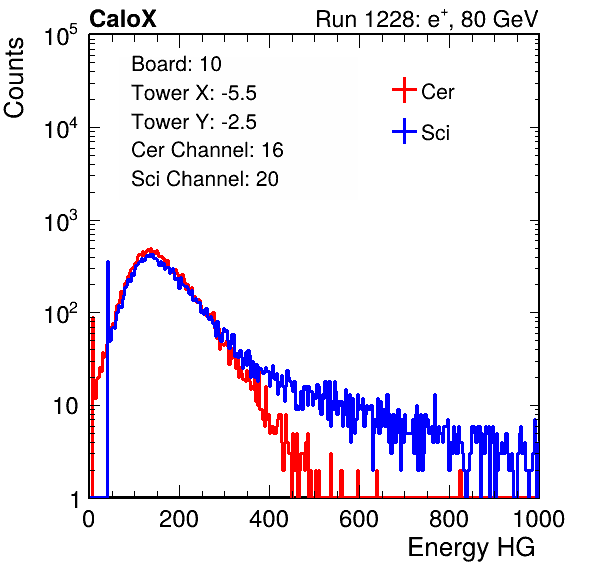 CaloX Run 1228: e+, 80 GeV
Counts
Board: 10
Tower X: -5.5
Tower Y: -2.5
Cer Channel: 16
Sci Channel: 20
Cer
Sci
10^5
10^4
10^3
10^2
10
1
0 200 400 600 800 1000
Energy HG